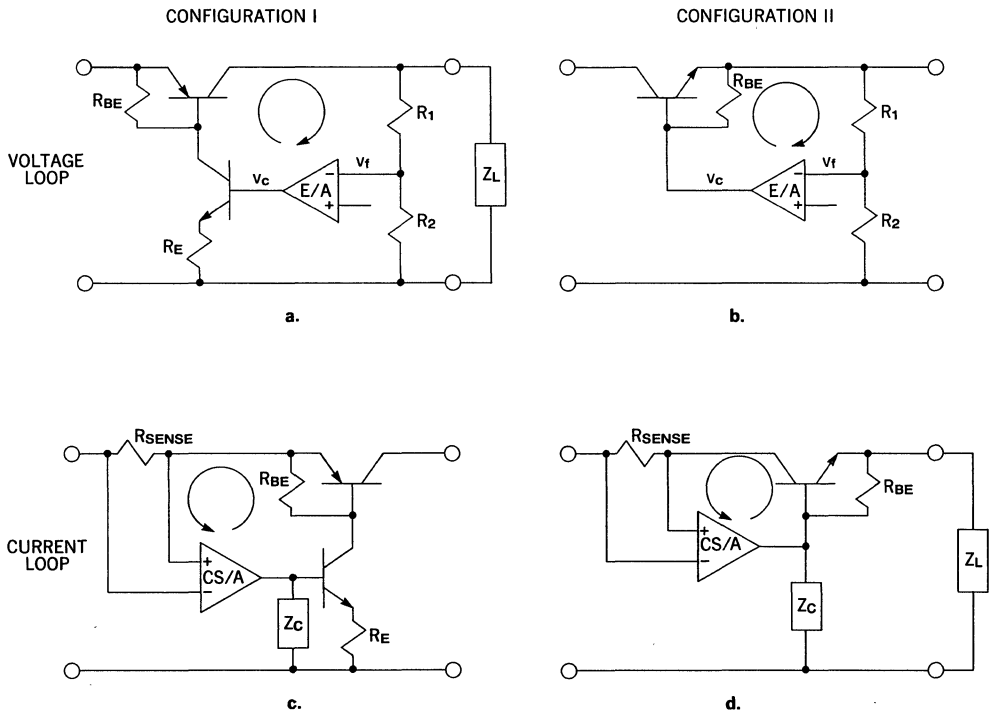 CONFIGURATION I
CONFIGURATION II
VOLTAGE
LOOP
RBE
VC
E/A
−
+
Vf
R1
R2
ZL
RE
a.
RBE
VC
E/A
−
+
Vf
R1
R2
b.
CURRENT
LOOP
RSENSE
RBE
+
CS/A
−
ZC
RE
c.
RSENSE
+
CS/A
−
RBE
ZC
ZL
d.